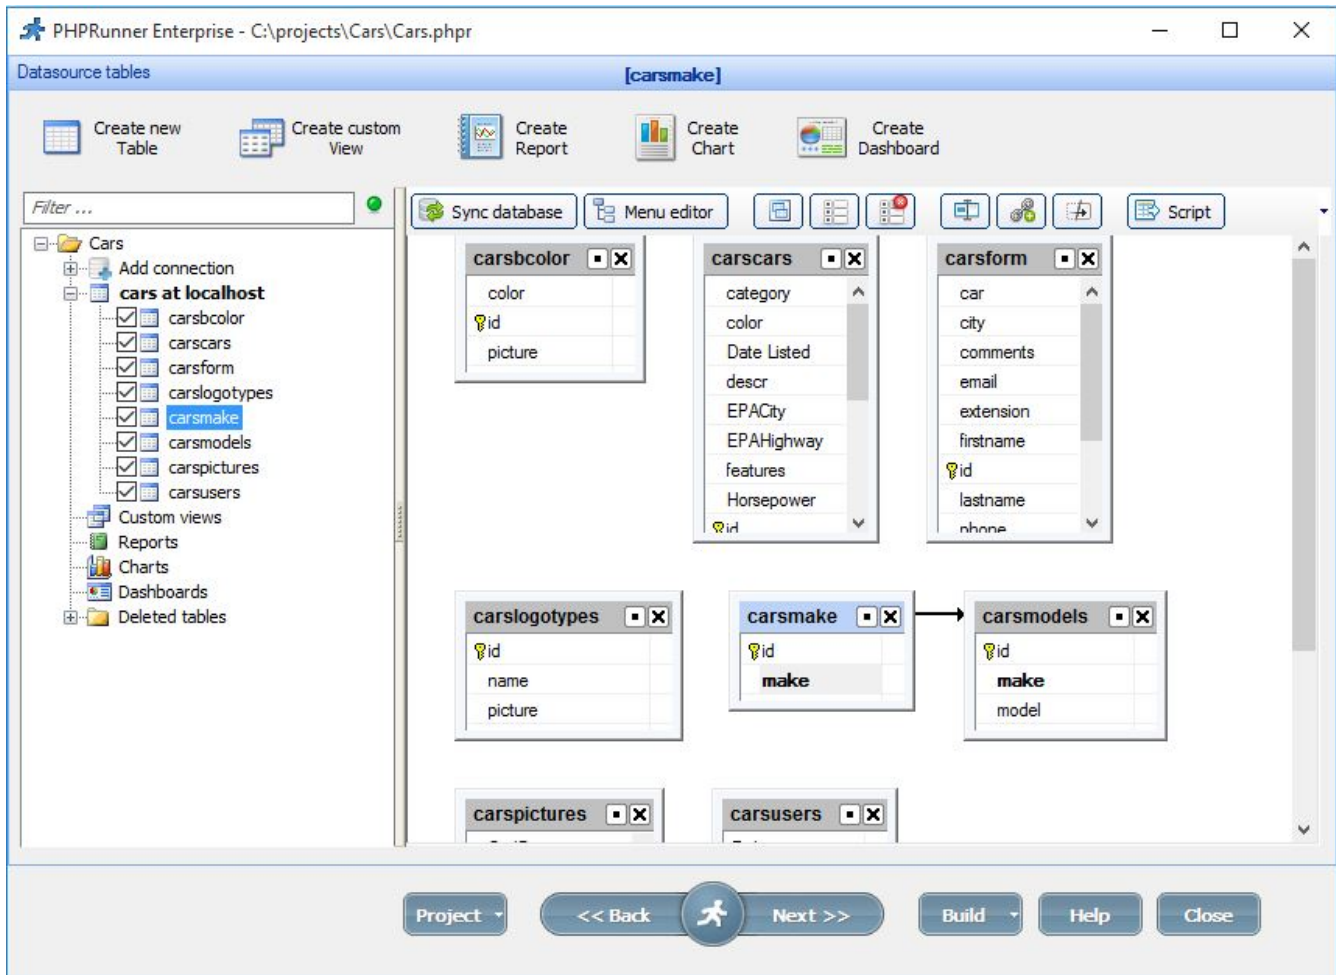 PHPRunner Enterprise - C:\projects\Cars\Cars.phpr
Datasource tables
[carsmake]
Create new Table
Create custom View
Create Report
Create Chart
Create Dashboard
Filter ...
Sync database
Menu editor
Script
Cars
Add connection
cars at localhost
carsbcolor
carscars
carsform
carslogotypes
carsmake
carsmodels
carspictures
carsusers
Custom views
Reports
Charts
Dashboards
Deleted tables
carsbcolor
color
id
picture
carscars
category
color
Date Listed
descr
EPACity
EPAHighway
features
Horsepower
id
carsform
car
city
comments
email
extension
firstname
id
lastname
phone
carslogotypes
id
name
picture
carsmake
id
make
carsmodels
id
make
model
carspictures
carsusers
Project
<< Back
Next >>
Build
Help
Close